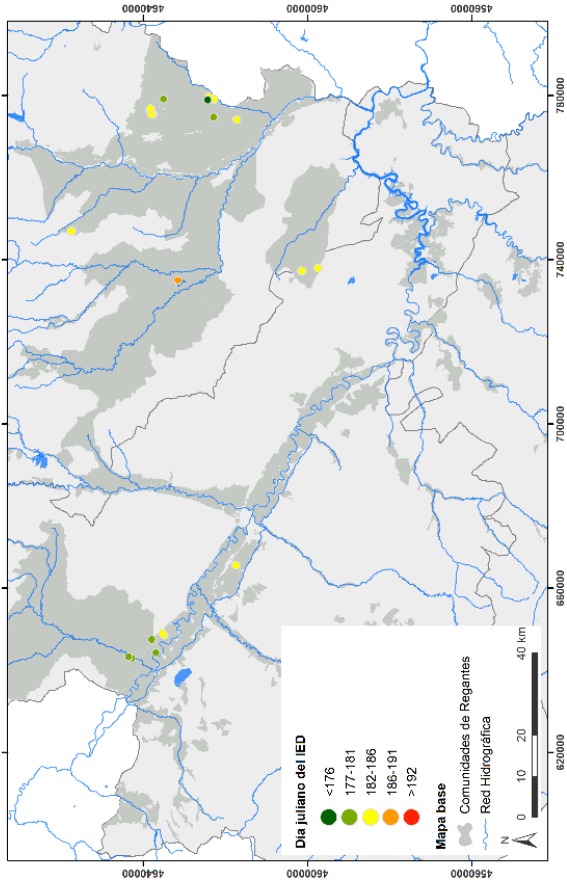 4640000
4600000
4560000
620000
660000
700000
740000
780000
4640000
4600000
4560000
Día juliano del IED
<176
177-181
182-186
186-191
>192
Mapa base
Comunidades de Regantes
Red Hidrográfica
N
0 10 20 40 km